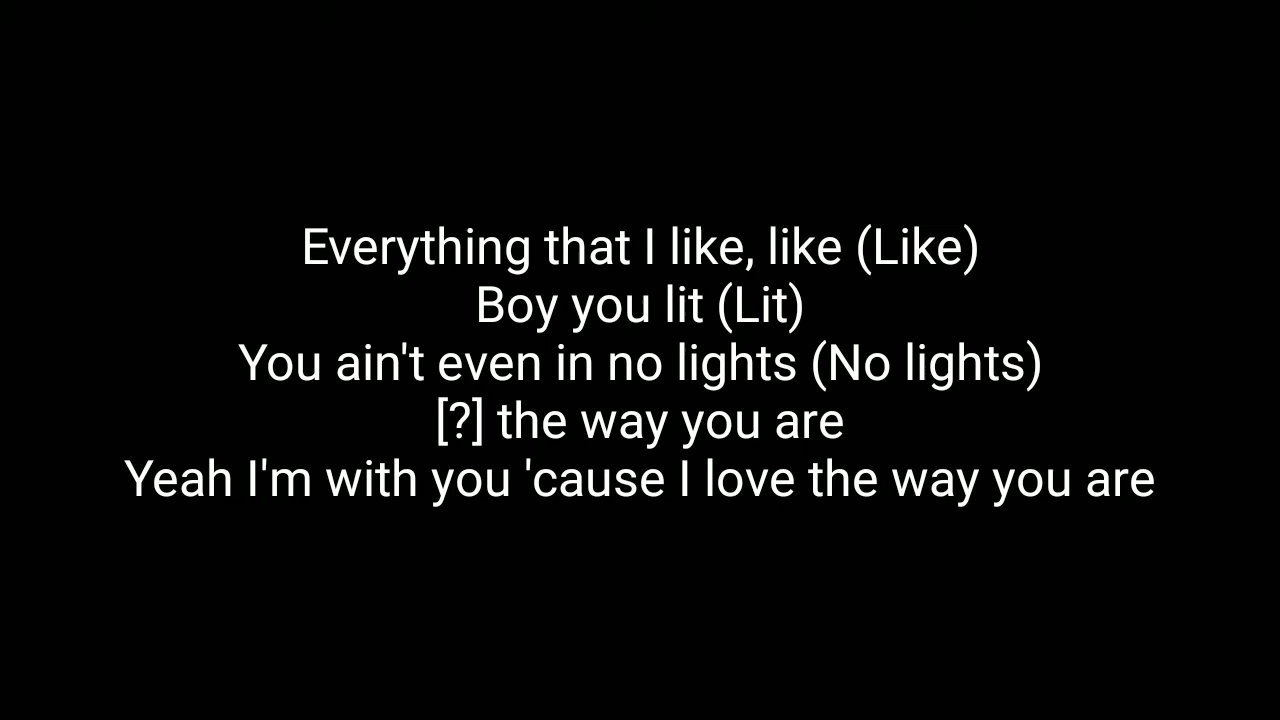 Everything that I like, like (Like)
Boy you lit (Lit)
You ain't even in no lights (No lights)
[?] the way you are
Yeah I'm with you 'cause I love the way you are